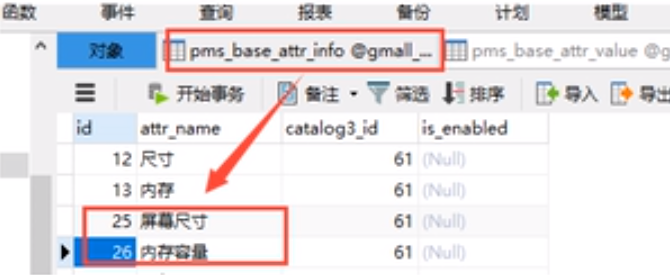 函数 事件 查询 报表 备份 计划 模型
对象 pms_base_attr_info @gmall_... pms_base_attr_value @g
开始事务 备注 筛选 排序 导入 导出
id attr_name catalog3_id is_enabled
12 尺寸 61 (Null)
13 内存 61 (Null)
25 屏幕尺寸 61 (Null)
26 内存容量 61 (Null)